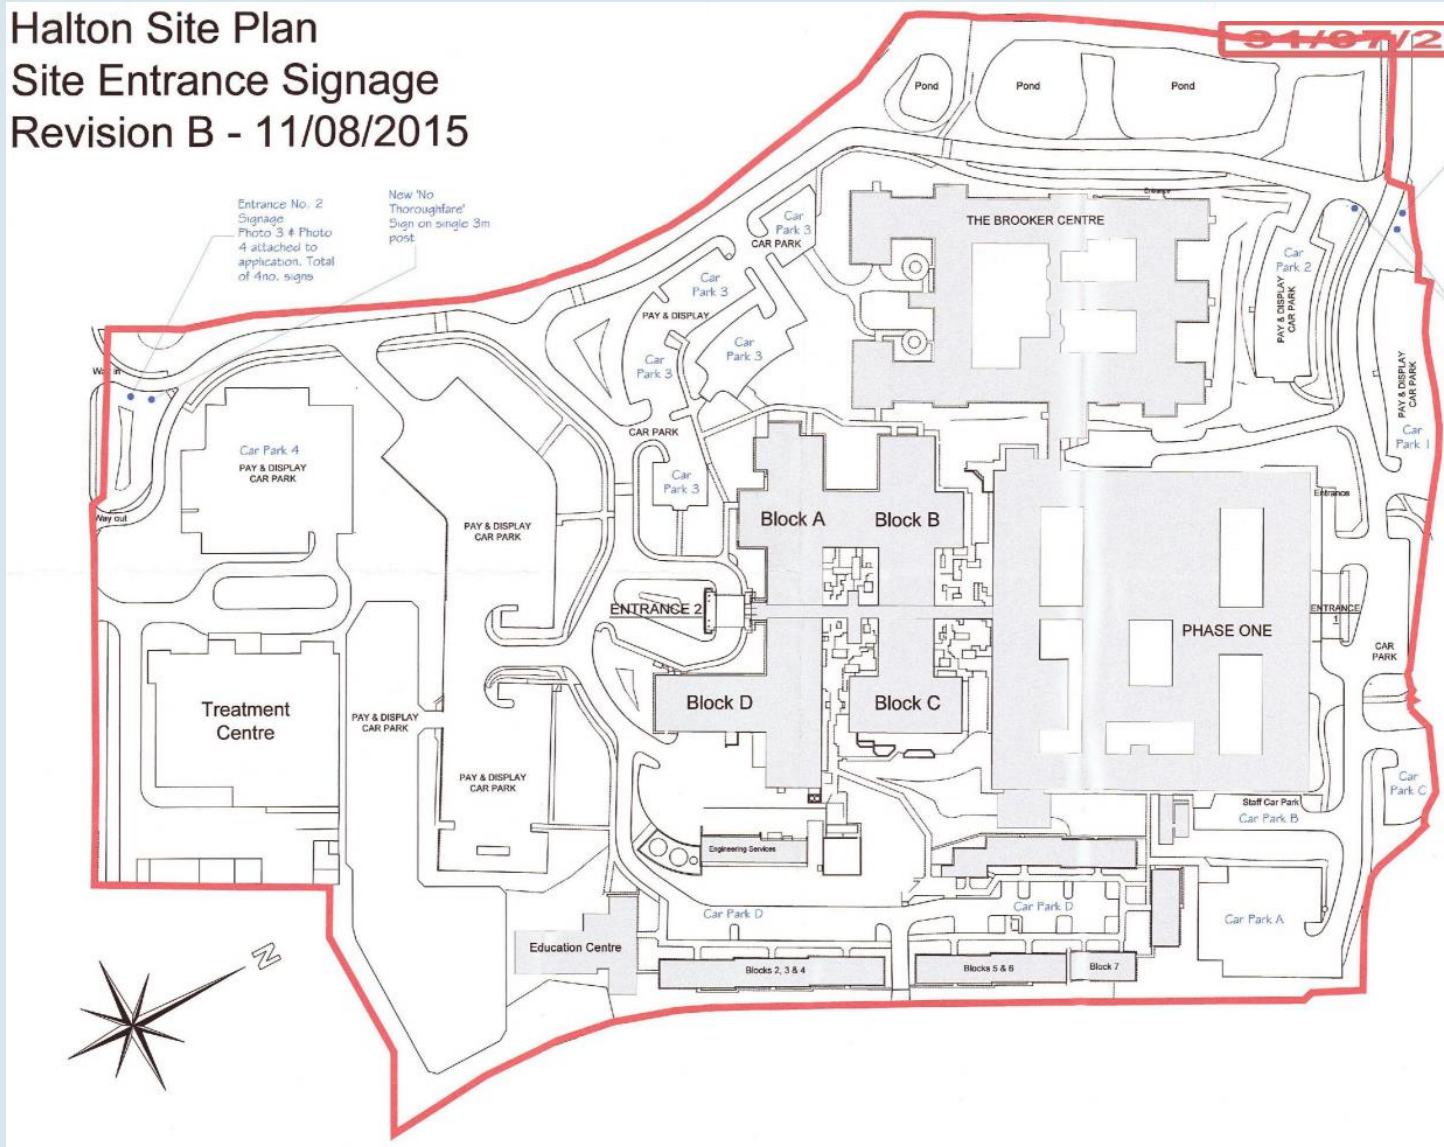 Halton Site Plan
Site Entrance Signage
Revision B - 11/08/2015
Entrance No. 2
Signage
Photo 3 & Photo
4 attached to
application. Total
of 4no. signs
New 'No
Thoroughfare'
Sign on single 3m
post
Pond
Pond
Pond
Entrance
THE BROOKER CENTRE
Car
Park 3
CAR PARK
Car
Park 3
PAY & DISPLAY
Car
Park 3
Car
Park 3
CAR PARK
Car
Park 3
Car
Park 2
PAY & DISPLAY
CAR PARK
PAY & DISPLAY
CAR PARK
Car
Park 1
Way in
Way out
Car Park 4
PAY & DISPLAY
CAR PARK
PAY & DISPLAY
CAR PARK
Block A
Block B
Entrance
ENTRANCE 2
ENTRANCE
1
PHASE ONE
CAR
PARK
Block D
Block C
Treatment
Centre
PAY & DISPLAY
CAR PARK
PAY & DISPLAY
CAR PARK
Car
Park C
Staff Car Park
Car Park B
Engineering Services
Car Park D
Car Park D
Car Park A
Education Centre
Blocks 2, 3 & 4
Blocks 5 & 6
Block 7
N